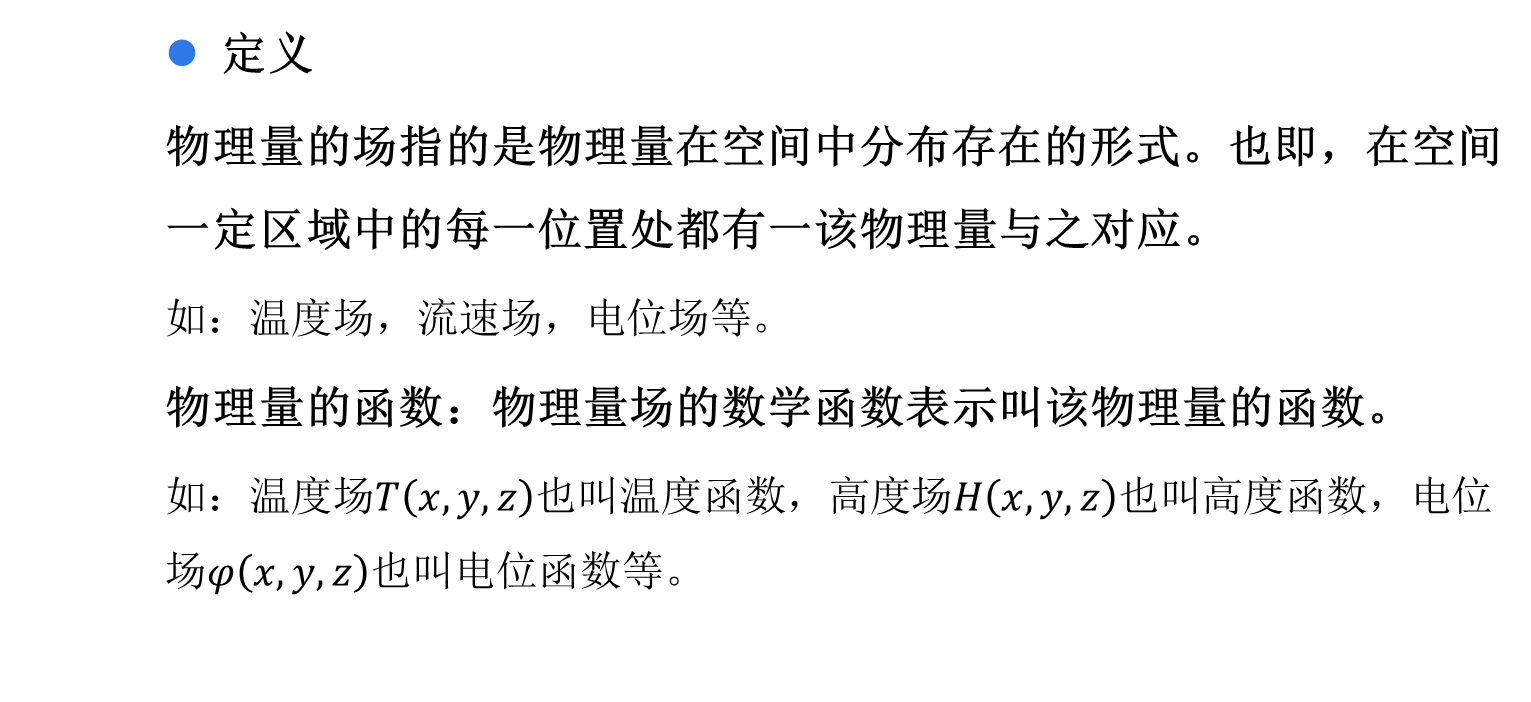 定义
物理量的场指的是物理量在空间中分布存在的形式。也即，在空间
一定区域中的每一位置处都有一该物理量与之对应。
如：温度场，流速场，电位场等。
物理量的函数：物理量场的数学函数表示叫该物理量的函数。
如：温度场T(x,y,z)也叫温度函数，高度场H(x,y,z)也叫高度函数，电位
场φ(x,y,z)也叫电位函数等。